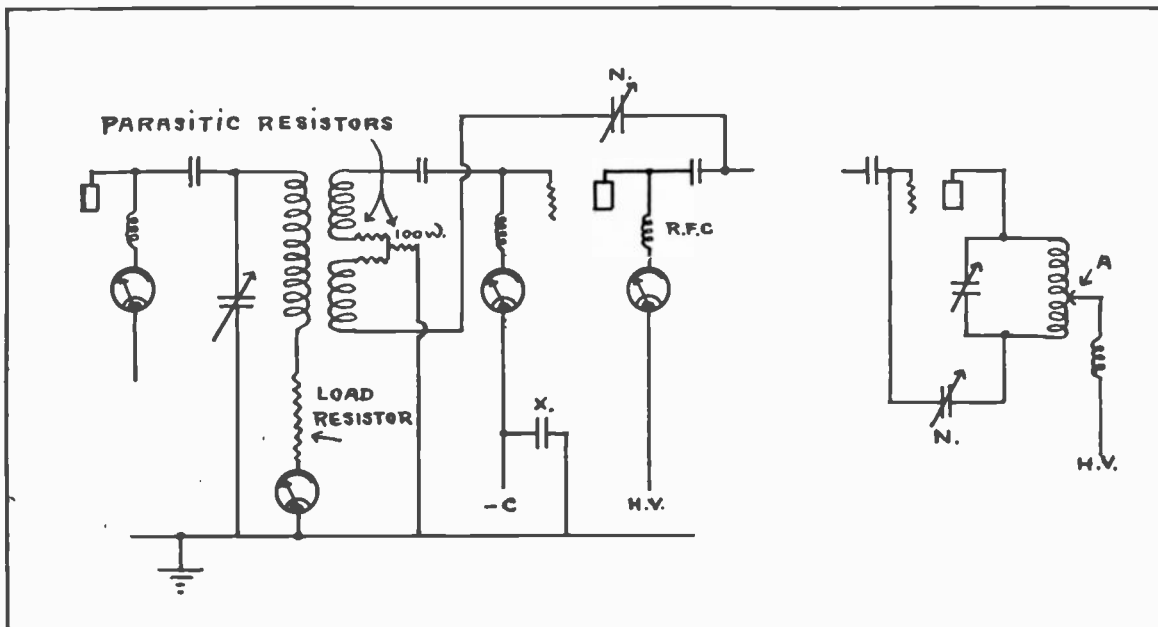 N.
PARASITIC RESISTORS
100W.
R.F.C
A
LOAD
RESISTOR
X.
N.
-C
H.V.
H.V.